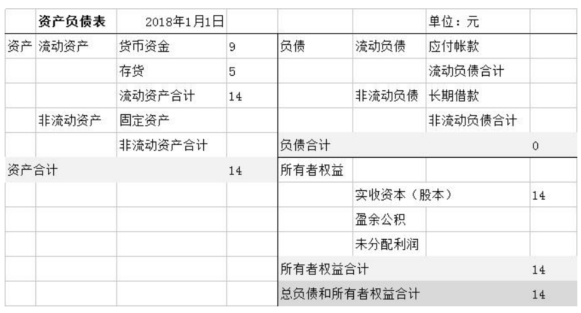 资产负债表 2018年1月1日 单位：元
资产 流动资产 货币资金 9 负债 流动负债 应付帐款
存货 5 流动负债合计
流动资产合计 14 非流动负债 长期借款
非流动资产 固定资产 非流动负债合计
非流动资产合计 负债合计 0
资产合计 14 所有者权益
实收资本（股本） 14
盈余公积
未分配利润
所有者权益合计 14
总负债和所有者权益合计 14